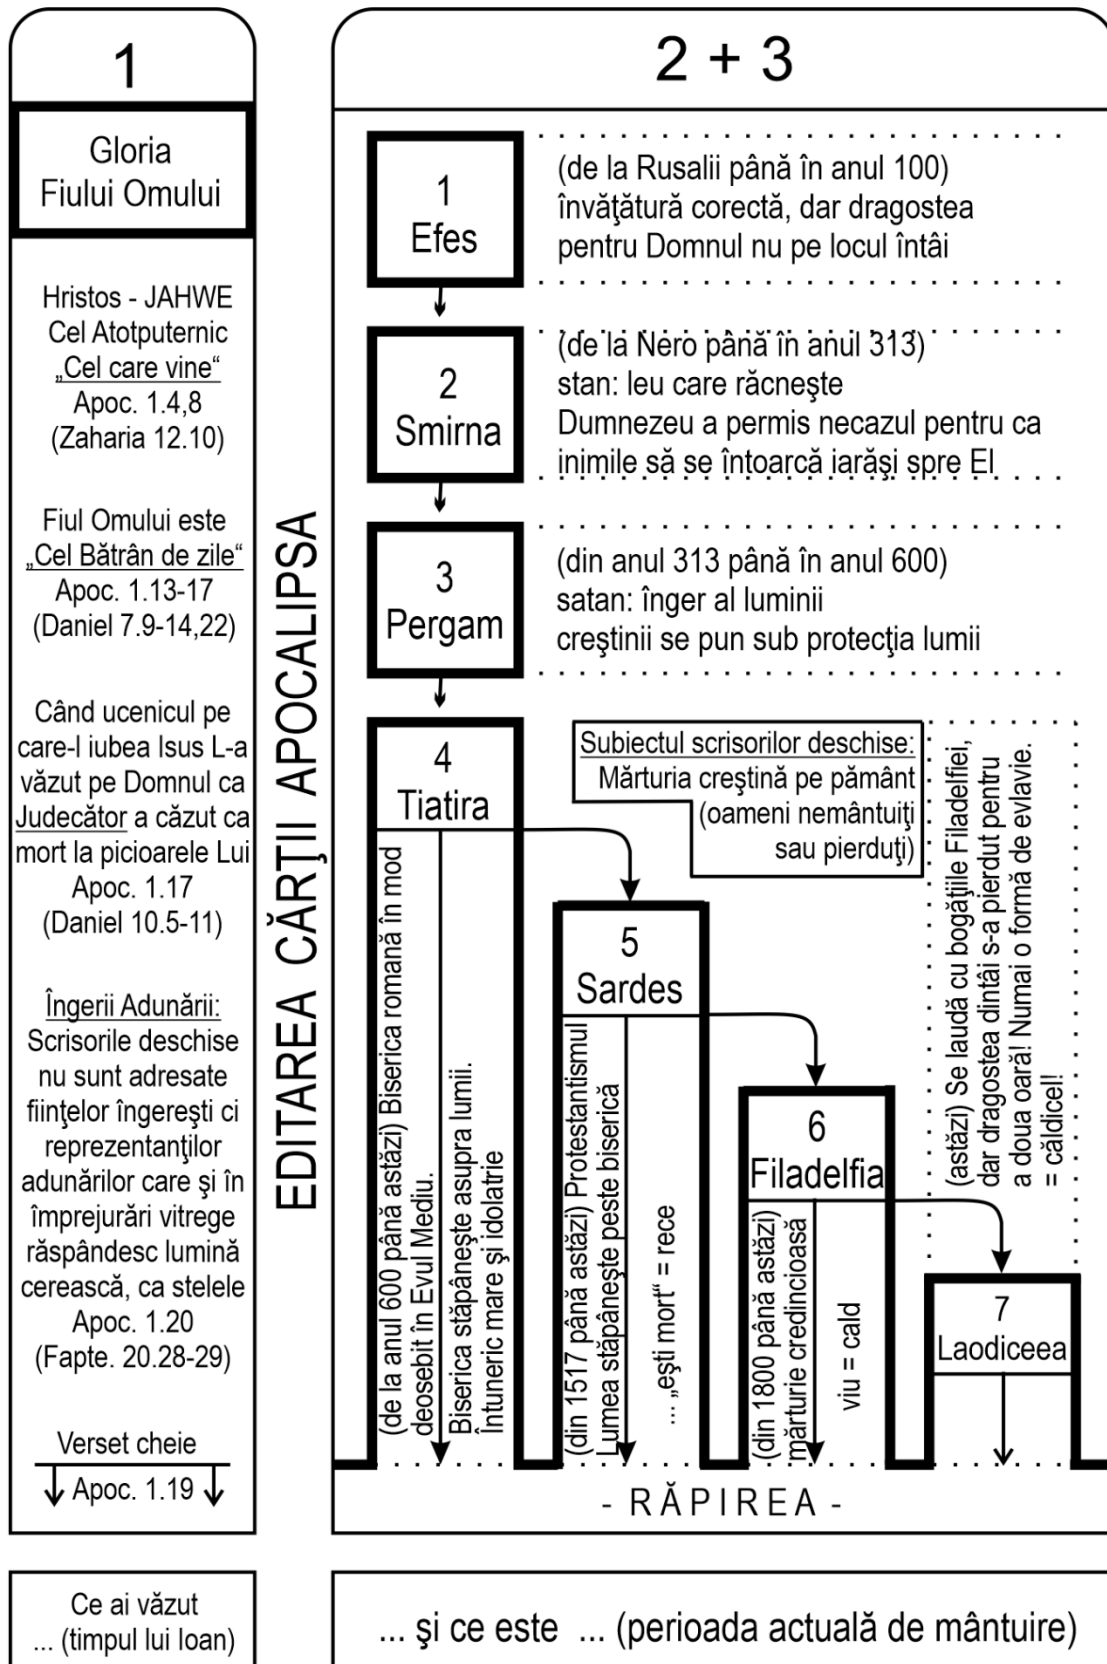 1
Gloria
Fiului Omului
Hristos - JAHWE
Cel Atotputernic
„Cel care vine“
Apoc. 1.4,8
(Zaharia 12.10)
Fiul Omului este
„Cel Bătrân de zile“
Apoc. 1.13-17
(Daniel 7.9-14,22)
Când ucenicul pe
care-l iubea Isus L-a
văzut pe Domnul ca
Judecător a căzut ca
mort la picioarele Lui
Apoc. 1.17
(Daniel 10.5-11)
Îngerii Adunării:
Scrisorile deschise
nu sunt adresate
fiinţelor îngereşti ci
reprezentanţilor
adunărilor care şi în
împrejurări vitrege
răspândesc lumină
cerească, ca stelele
Apoc. 1.20
(Fapte. 20.28-29)
Verset cheie
Apoc. 1.19
Ce ai văzut
... (timpul lui Ioan)
EDITAREA CĂRŢII APOCALIPSA
2 + 3
1
Efes
(de la Rusalii până în anul 100)
învăţătură corectă, dar dragostea
pentru Domnul nu pe locul întâi
2
Smirna
(de la Nero până în anul 313)
stan: leu care răcneşte
Dumnezeu a permis necazul pentru ca
inimile să se întoarcă iarăşi spre El
3
Pergam
(din anul 313 până în anul 600)
satan: înger al luminii
creştinii se pun sub protecţia lumii
4
Tiatira
(de la anul 600 până astăzi) Biserica romană în mod
deosebit în Evul Mediu.
Biserica stăpâneşte asupra lumii.
Întuneric mare şi idolatrie
Subiectul scrisorilor deschise:
Mărturia creştină pe pământ
(oameni nemântuiţi
sau pierduţi)
5
Sardes
(din 1517 până astăzi) Protestantismul
Lumea stăpâneşte peste biserică
... „eşti mort“ = rece
6
Filadelfia
(din 1800 până astăzi)
mărturie credincioasă
viu = cald
(astăzi) Se laudă cu bogăţiile Filadelfiei,
dar dragostea dintâi s-a pierdut pentru
a doua oară! Numai o formă de evlavie.
= căldicel!
7
Laodiceea
- RĂPIREA -
... şi ce este ... (perioada actuală de mântuire)